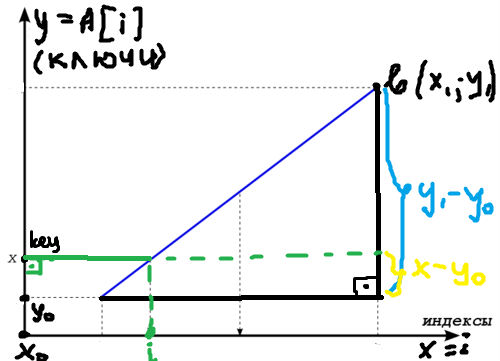 y = A[i]
(ключи)
b(x₁; y₁)
y₁-y₀
key
x
x-y₀
y₀
индексы
x₀
i
x = i